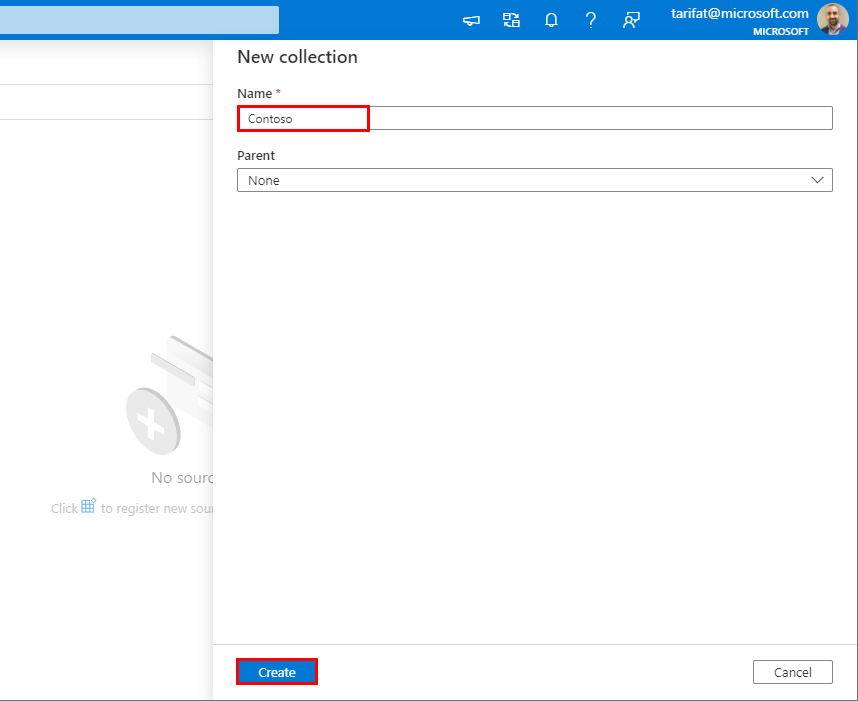 tarifat@microsoft.com
MICROSOFT
New collection
Name *
Contoso
Parent
None
No sourc
Click to register new sour
Create
Cancel